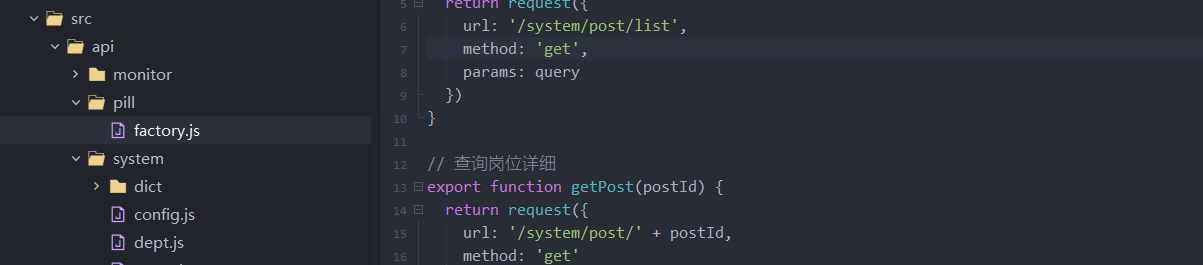 src
api
monitor
pill
factory.js
system
dict
config.js
dept.js
5 return request({
6 url: '/system/post/list',
7 method: 'get',
8 params: query
9 })
10 }
11
12 // 查询岗位详细
13 export function getPost(postId) {
14 return request({
15 url: '/system/post/' + postId,
16 method: 'get'